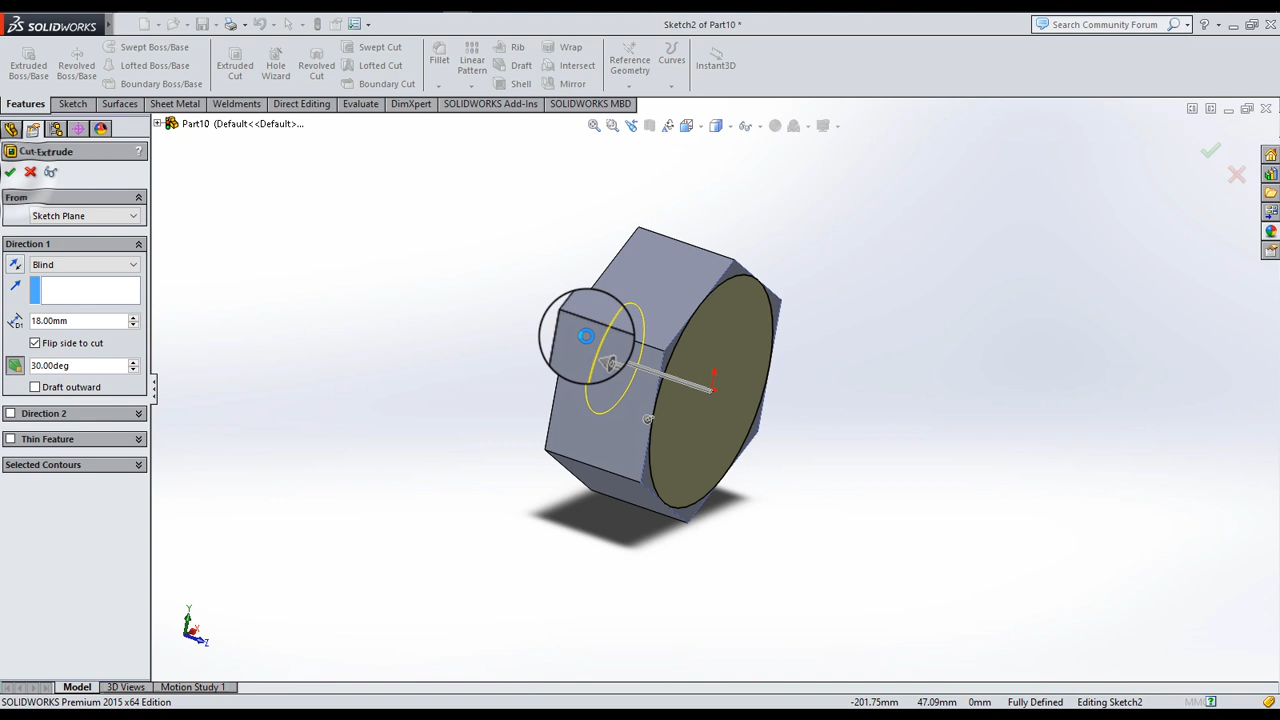 SOLIDWORKS
Sketch2 of Part10 *
Search Community Forum
Extruded Boss/Base
Revolved Boss/Base
Swept Boss/Base
Lofted Boss/Base
Boundary Boss/Base
Extruded Cut
Hole Wizard
Revolved Cut
Swept Cut
Lofted Cut
Boundary Cut
Fillet
Linear Pattern
Rib
Draft
Shell
Wrap
Intersect
Mirror
Reference Geometry
Curves
Instant3D
Features
Sketch
Surfaces
Sheet Metal
Weldments
Direct Editing
Evaluate
DimXpert
SOLIDWORKS Add-Ins
SOLIDWORKS MBD
Part10 (Default<<Default>...
Cut-Extrude
?
From
Sketch Plane
Direction 1
Blind
D1
18.00mm
Flip side to cut
30.00deg
Draft outward
Direction 2
Thin Feature
Selected Contours
Y
X
Z
Model
3D Views
Motion Study 1
SOLIDWORKS Premium 2015 x64 Edition
-201.75mm
47.09mm
0mm
Fully Defined
Editing Sketch2